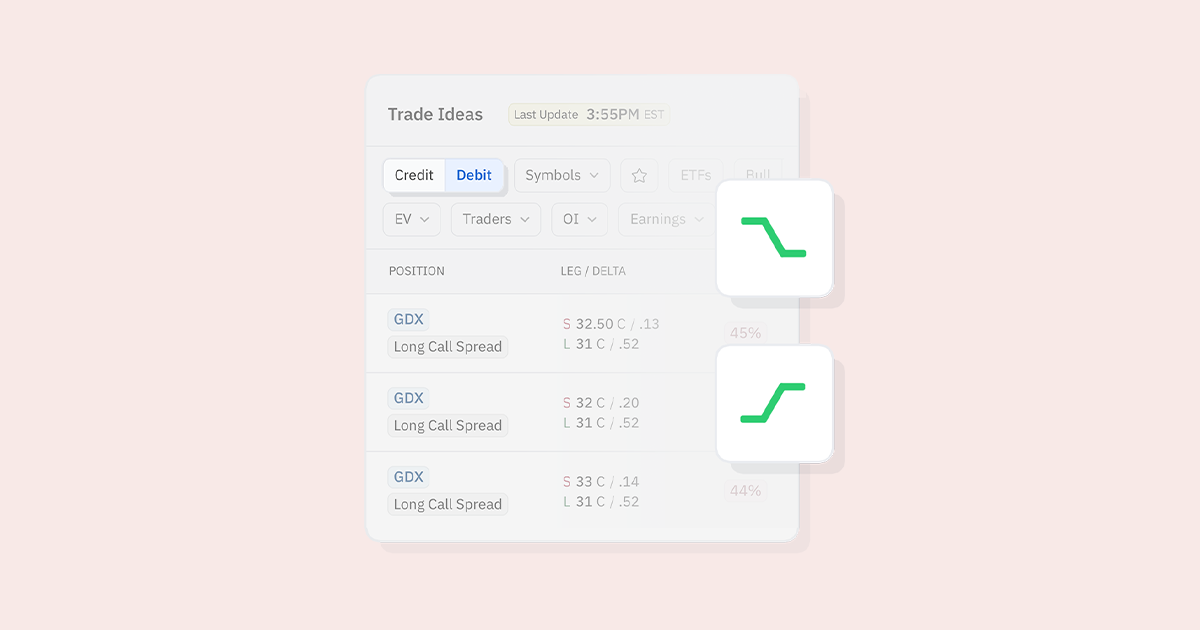 Trade Ideas Last Update 3:55PM EST
Credit Debit Symbols ETFs Bull
EV Traders OI Earnings
POSITION LEG / DELTA
GDX
Long Call Spread
S 32.50 C / .13
L 31 C / .52
45%
GDX
Long Call Spread
S 32 C / .20
L 31 C / .52
GDX
Long Call Spread
S 33 C / .14
L 31 C / .52
44%